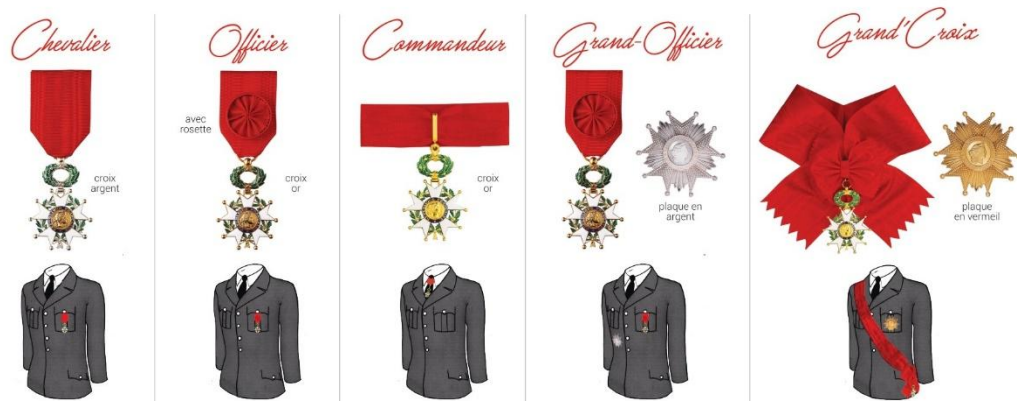 Chevalier
Officier
Commandeur
Grand-Officier
Grand'Croix
croix
argent
avec
rosette
croix
or
croix
or
plaque en
argent
plaque
en vermeil